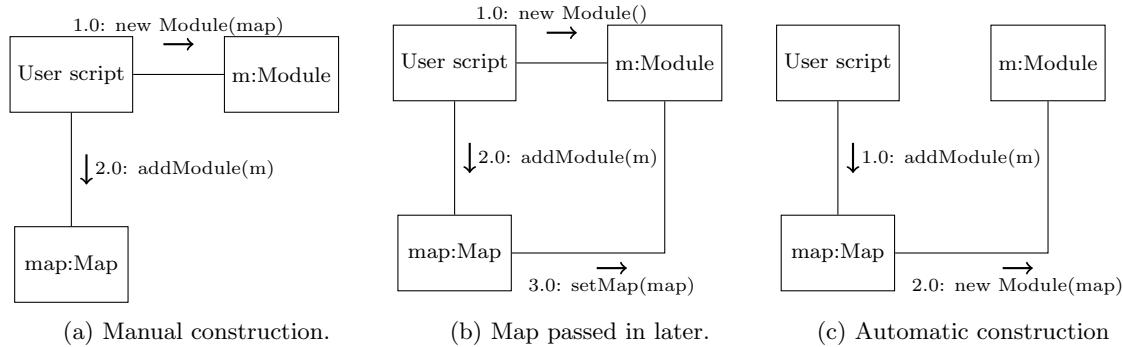 1.0: new Module(map)
User script
m:Module
2.0: addModule(m)
map:Map
(a) Manual construction.
1.0: new Module()
User script
m:Module
2.0: addModule(m)
map:Map
3.0: setMap(map)
(b) Map passed in later.
User script
m:Module
1.0: addModule(m)
map:Map
2.0: new Module(map)
(c) Automatic construction